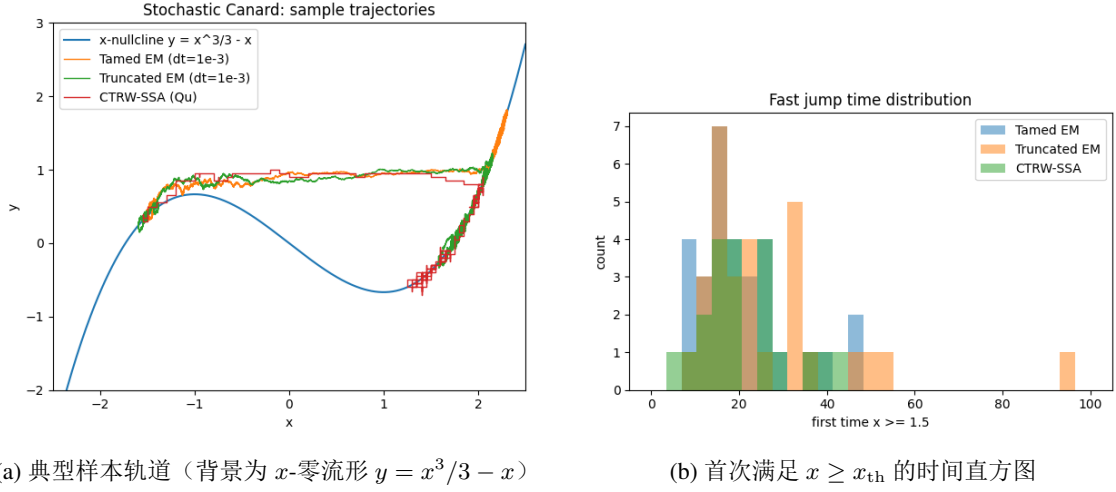 Stochastic Canard: sample trajectories
x-nullcline y = x^3/3 - x
Tamed EM (dt=1e-3)
Truncated EM (dt=1e-3)
CTRW-SSA (Qu)
3
2
1
0
−1
−2
y
−2
−1
0
1
2
x
(a) 典型样本轨道（背景为 x-零流形 y = x³/3 − x）
Fast jump time distribution
Tamed EM
Truncated EM
CTRW-SSA
7
6
5
4
3
2
1
0
count
0
20
40
60
80
100
first time x >= 1.5
(b) 首次满足 x ≥ x_th 的时间直方图